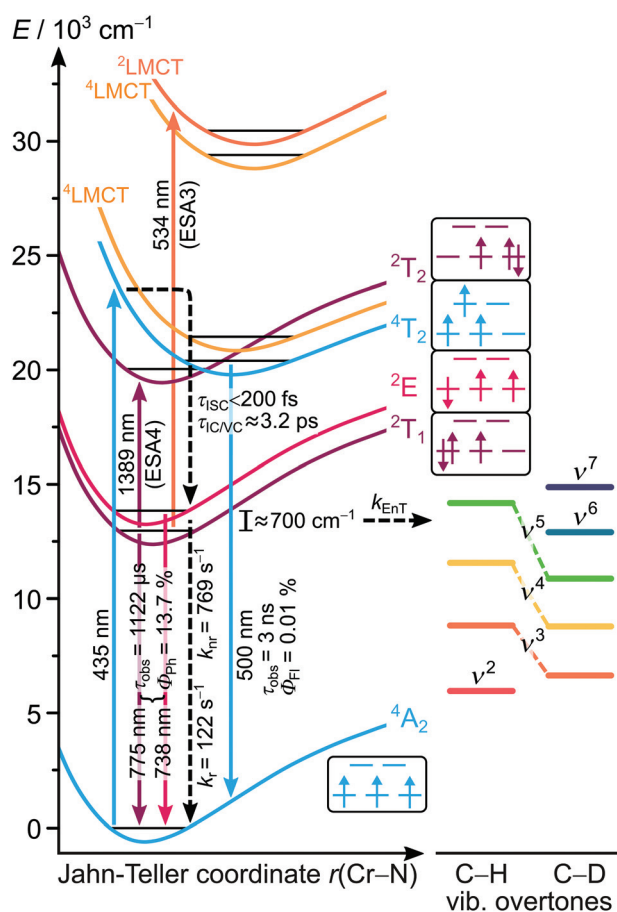 E / 10³ cm⁻¹
²LMCT
⁴LMCT
30
534 nm
(ESA3)
25
⁴LMCT
²T₂
⁴T₂
20
τISC<200 fs
τIC/VC≈3.2 ps
²E
²T₁
1389 nm
(ESA4)
15
≈700 cm⁻¹
kEnT
ν⁷
ν⁶
ν⁵
ν⁴
ν³
ν²
10
435 nm
775 nm
738 nm
τobs = 1122 µs
ΦPh = 13.7 %
kr = 122 s⁻¹
knr = 769 s⁻¹
500 nm
τobs = 3 ns
ΦFl = 0.01 %
5
⁴A₂
0
Jahn-Teller coordinate r(Cr–N)
C–H C–D
vib. overtones